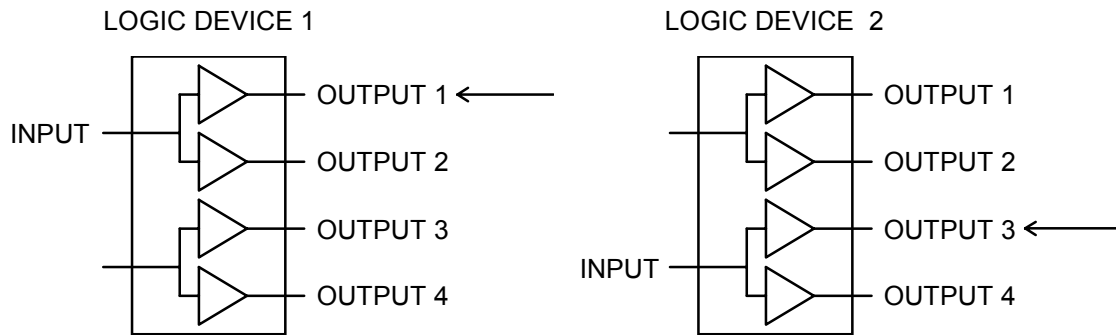 LOGIC DEVICE 1
INPUT
OUTPUT 1
OUTPUT 2
OUTPUT 3
OUTPUT 4
LOGIC DEVICE 2
INPUT
OUTPUT 1
OUTPUT 2
OUTPUT 3
OUTPUT 4